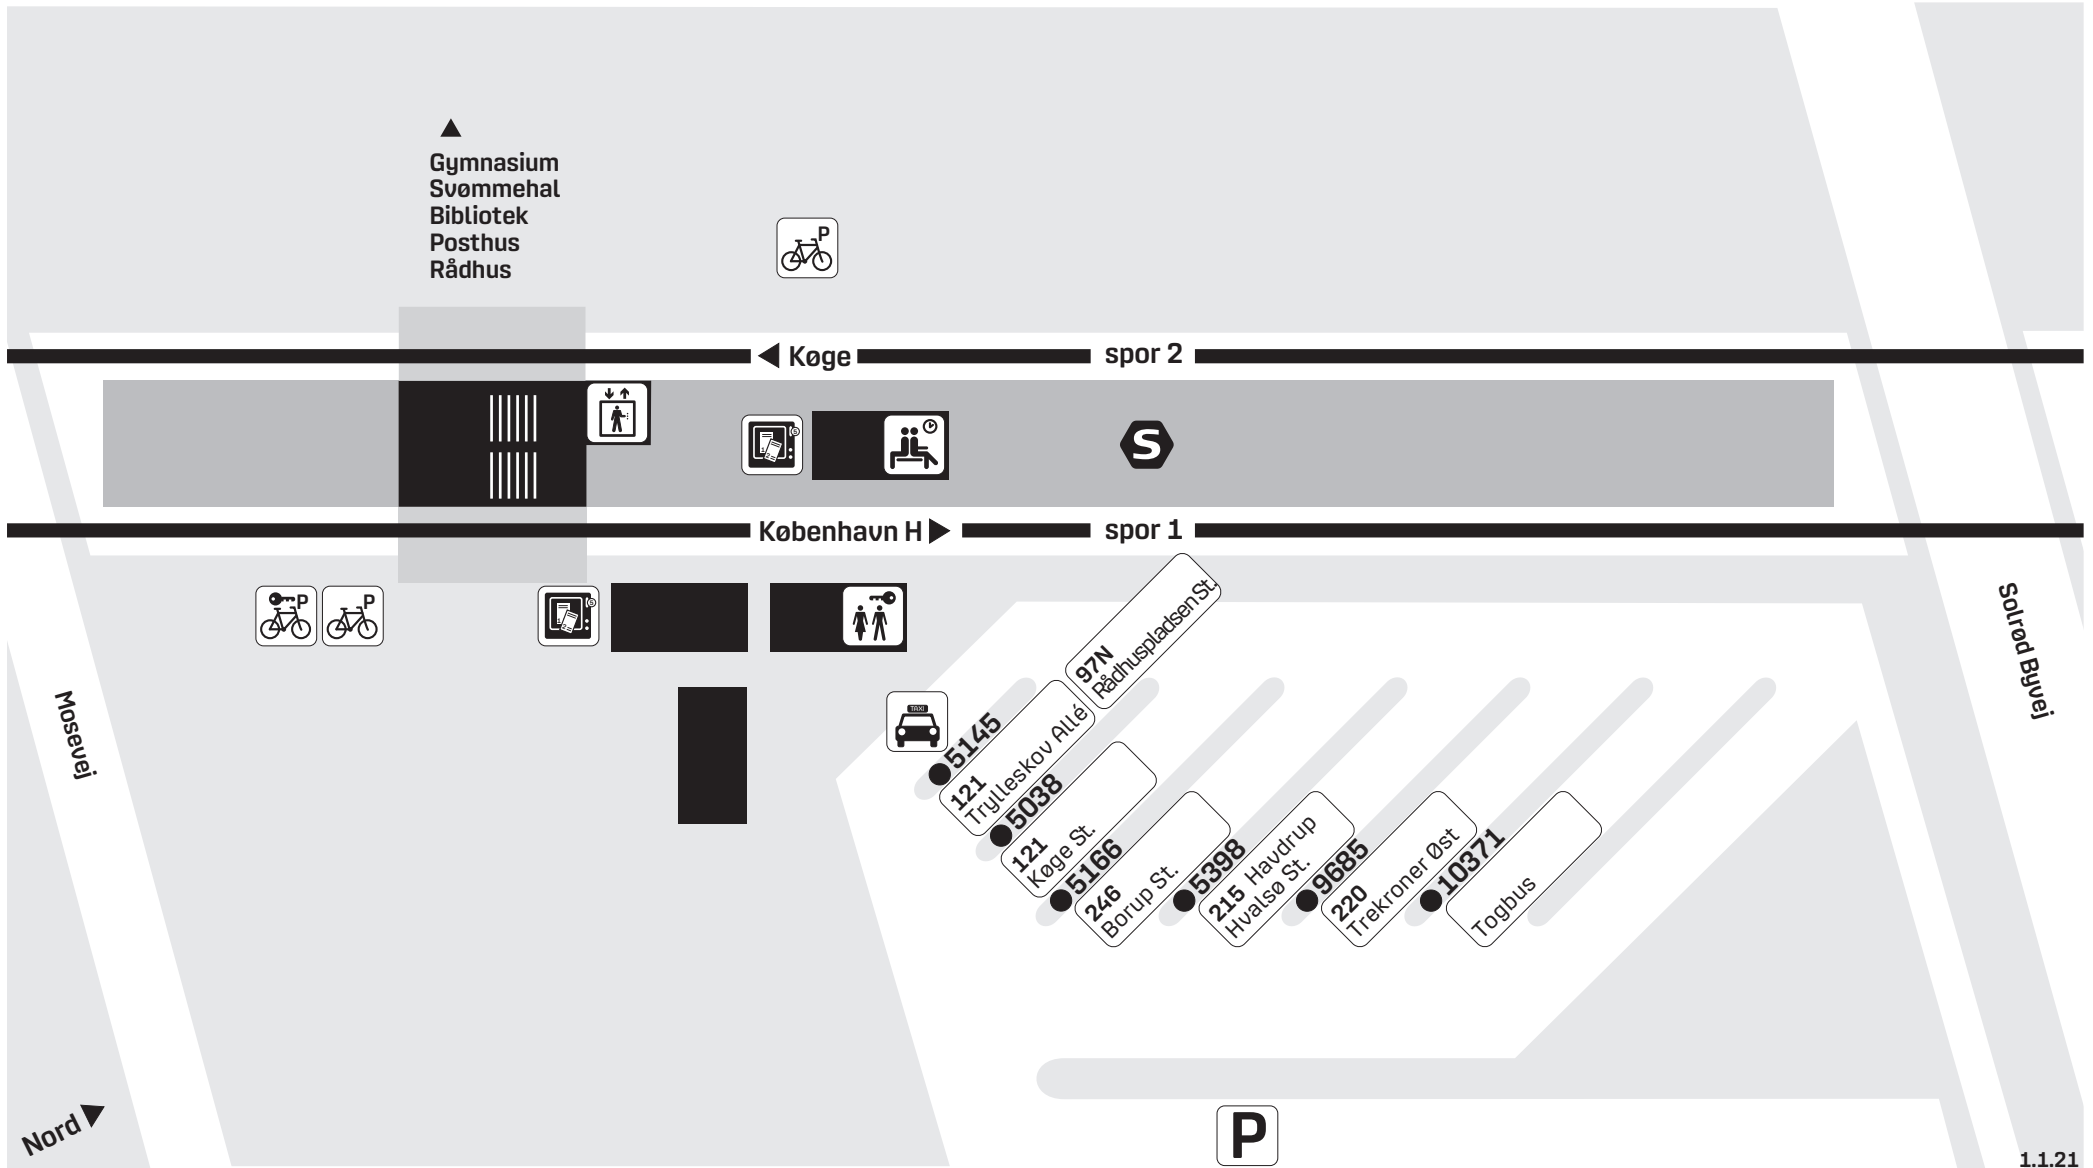 Gymnasium
Svømmehal
Bibliotek
Posthus
Rådhus
P
Køge
spor 2
S
København H
spor 1
P
P
97N
Rådhuspladsen St.
TAXI
5145
121
Trylleskov Allé
5038
121
Køge St.
5166
246
Borup St.
5398
215 Havdrup
Hvalsø St.
9685
220
Trekroner Øst
10371
Togbus
Mosevej
Solrød Byvej
Nord
P
1.1.21